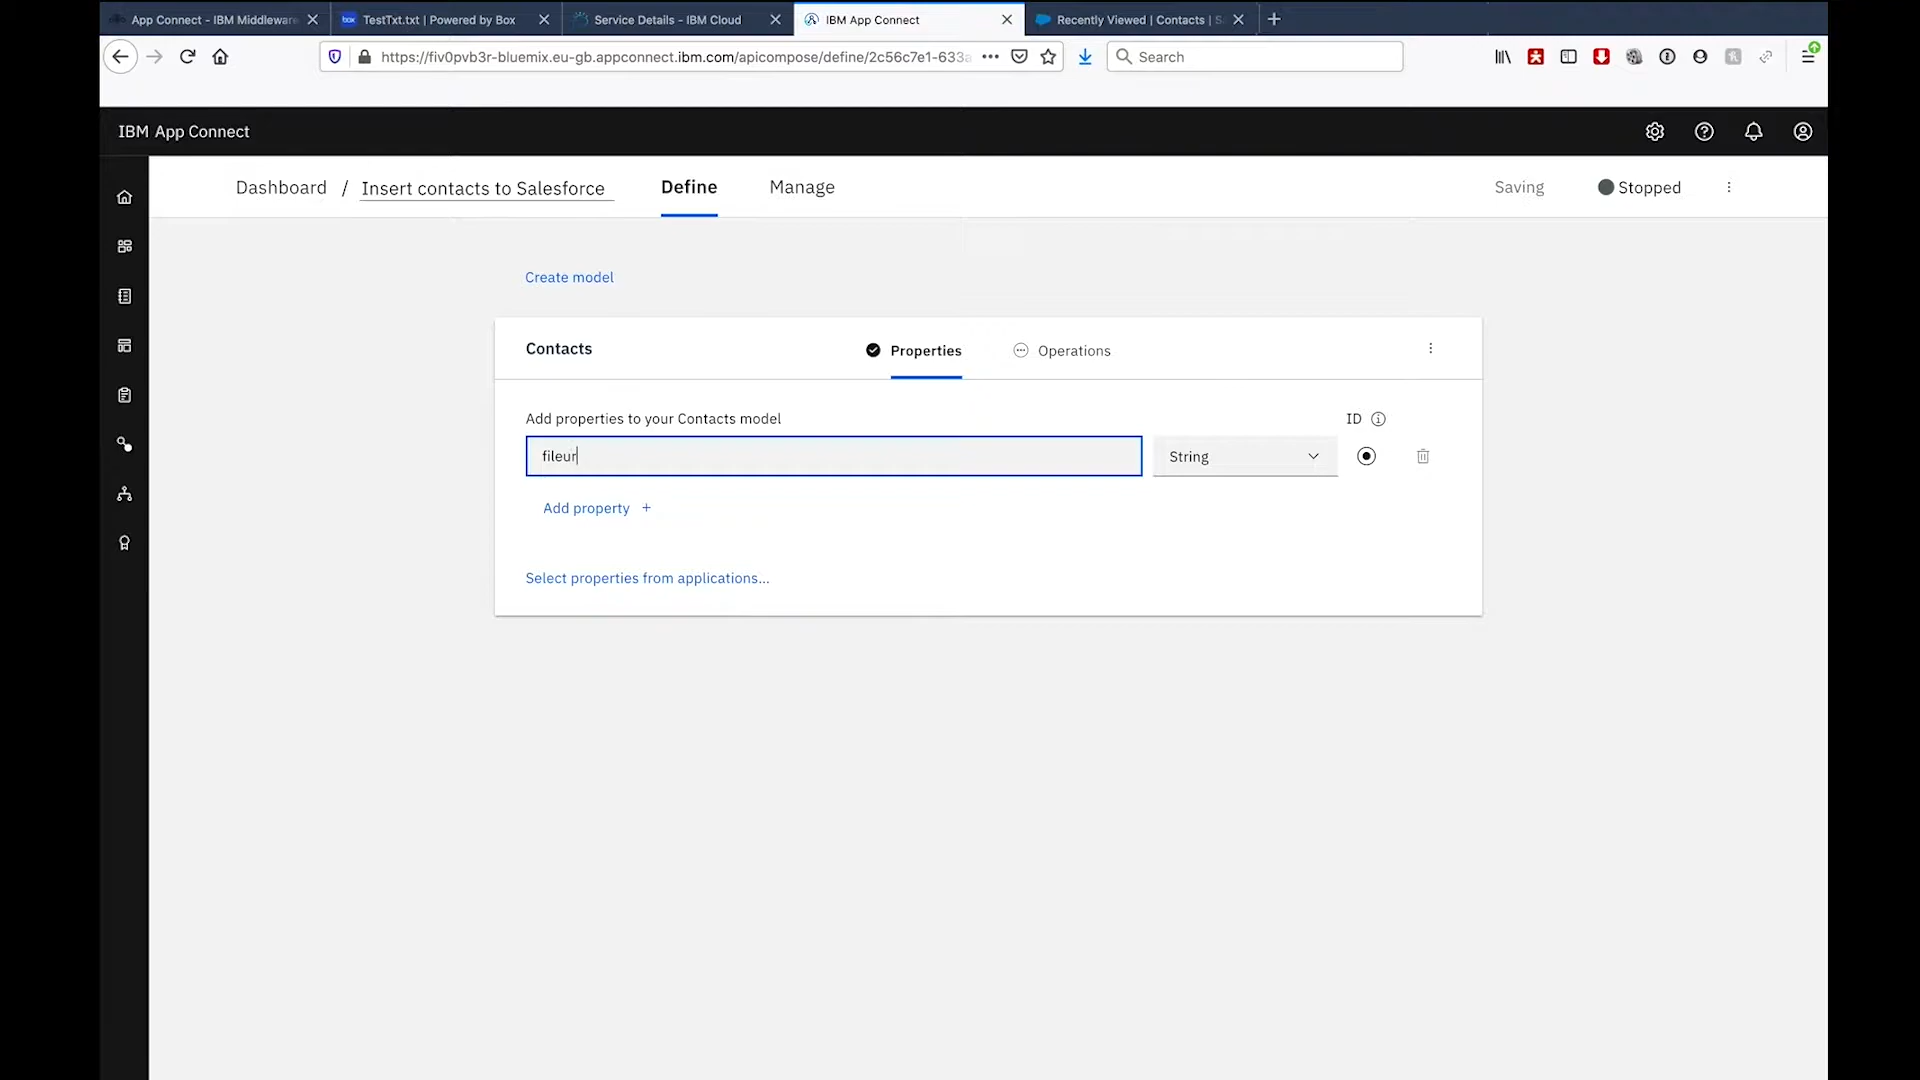 App Connect - IBM Middleware
TestTxt.txt | Powered by Box
Service Details - IBM Cloud
IBM App Connect
Recently Viewed | Contacts | S
https://fiv0pvb3r-bluemix.eu-gb.appconnect.ibm.com/apicompose/define/2c56c7e1-633a
Search
IBM App Connect
Dashboard / Insert contacts to Salesforce
Define
Manage
Saving
Stopped
Create model
Contacts
Properties
Operations
Add properties to your Contacts model
ID
fileur
String
Add property +
Select properties from applications...